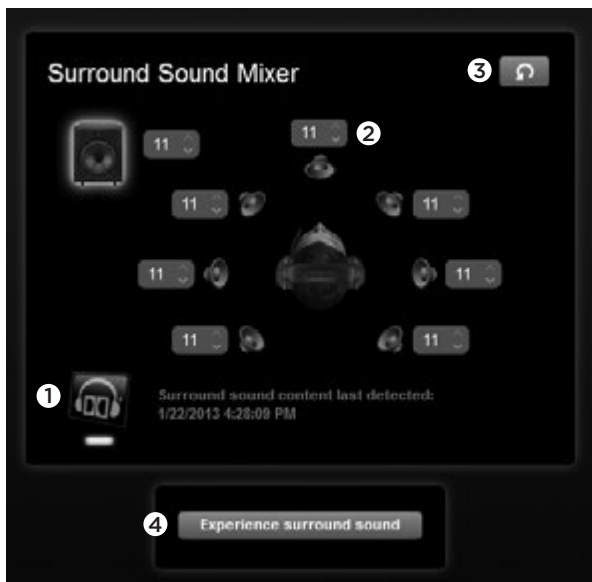 Surround Sound Mixer 3
11 11 2
11 11
11 11
11 11
1 Surround sound content last detected:
1/22/2013 4:28:09 PM
4 Experience surround sound